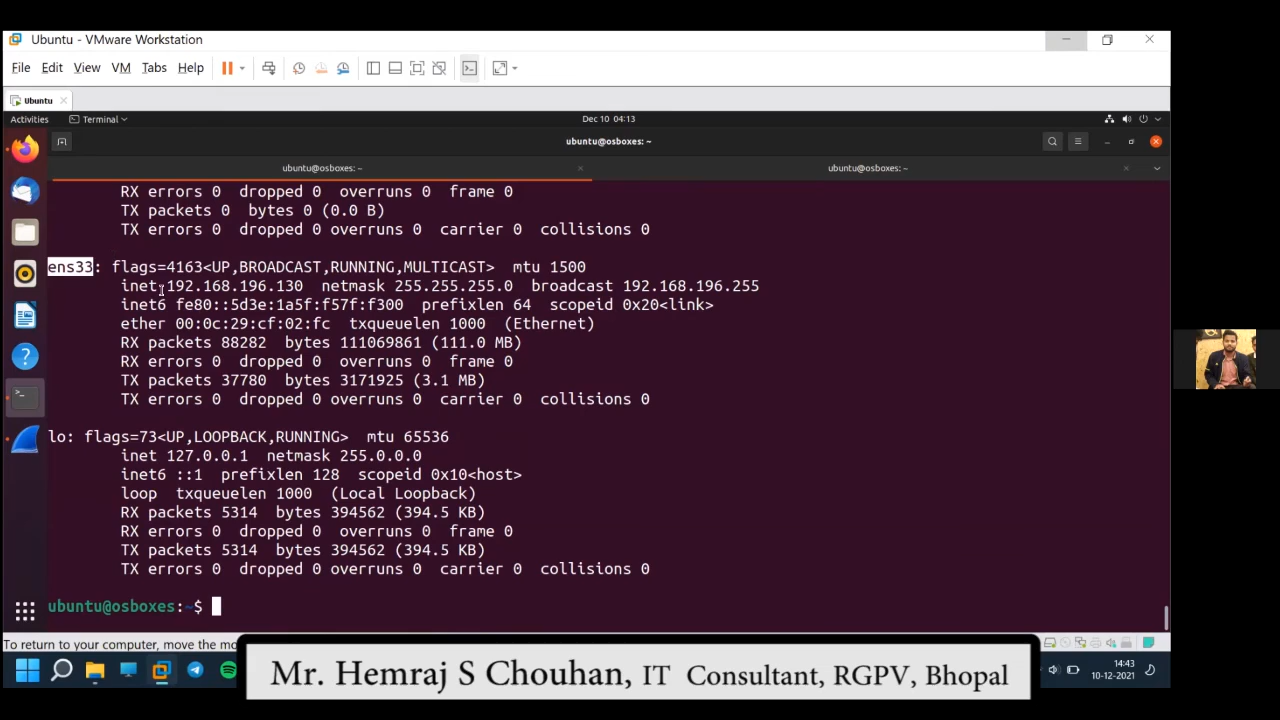 Ubuntu - VMware Workstation
File Edit View VM Tabs Help
Ubuntu
Activities Terminal Dec 10 04:13
ubuntu@osboxes: ~
ubuntu@osboxes: ~ ubuntu@osboxes: ~
RX errors 0 dropped 0 overruns 0 frame 0
TX packets 0 bytes 0 (0.0 B)
TX errors 0 dropped 0 overruns 0 carrier 0 collisions 0
ens33: flags=4163<UP,BROADCAST,RUNNING,MULTICAST> mtu 1500
inet 192.168.196.130 netmask 255.255.255.0 broadcast 192.168.196.255
inet6 fe80::5d3e:1a5f:f57f:f300 prefixlen 64 scopeid 0x20<link>
ether 00:0c:29:cf:02:fc txqueuelen 1000 (Ethernet)
RX packets 88282 bytes 111069861 (111.0 MB)
RX errors 0 dropped 0 overruns 0 frame 0
TX packets 37780 bytes 3171925 (3.1 MB)
TX errors 0 dropped 0 overruns 0 carrier 0 collisions 0
lo: flags=73<UP,LOOPBACK,RUNNING> mtu 65536
inet 127.0.0.1 netmask 255.0.0.0
inet6 ::1 prefixlen 128 scopeid 0x10<host>
loop txqueuelen 1000 (Local Loopback)
RX packets 5314 bytes 394562 (394.5 KB)
RX errors 0 dropped 0 overruns 0 frame 0
TX packets 5314 bytes 394562 (394.5 KB)
TX errors 0 dropped 0 overruns 0 carrier 0 collisions 0
ubuntu@osboxes:~$
To return to your computer, move the mo
Mr. Hemraj S Chouhan, IT Consultant, RGPV, Bhopal
14:43
10-12-2021